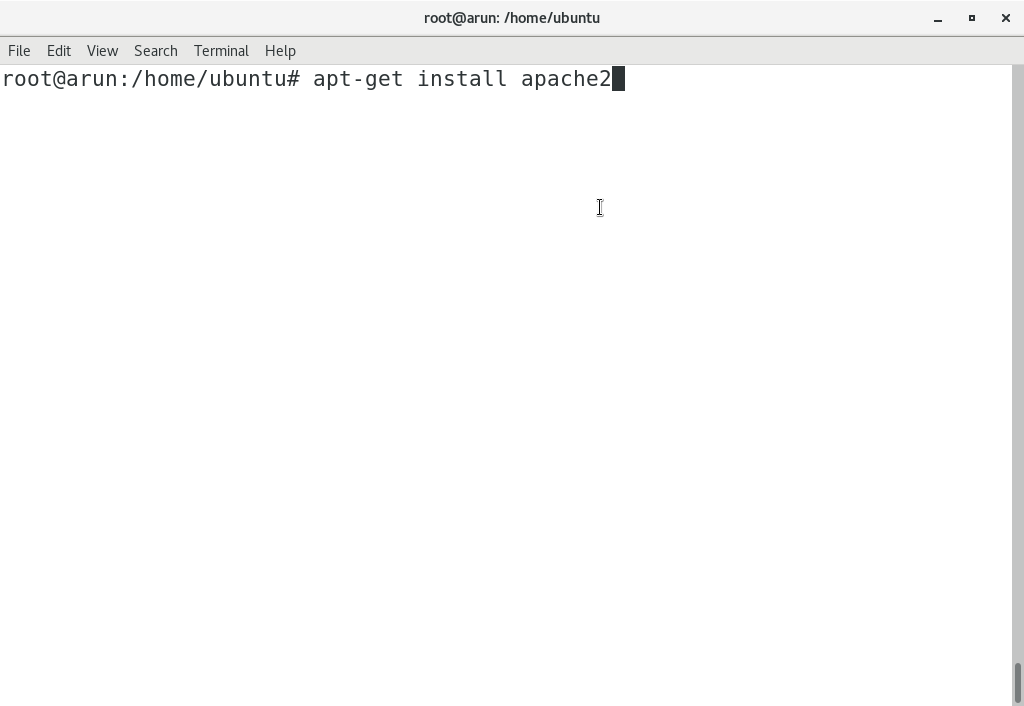 root@arun: /home/ubuntu
File Edit View Search Terminal Help
root@arun:/home/ubuntu# apt-get install apache2